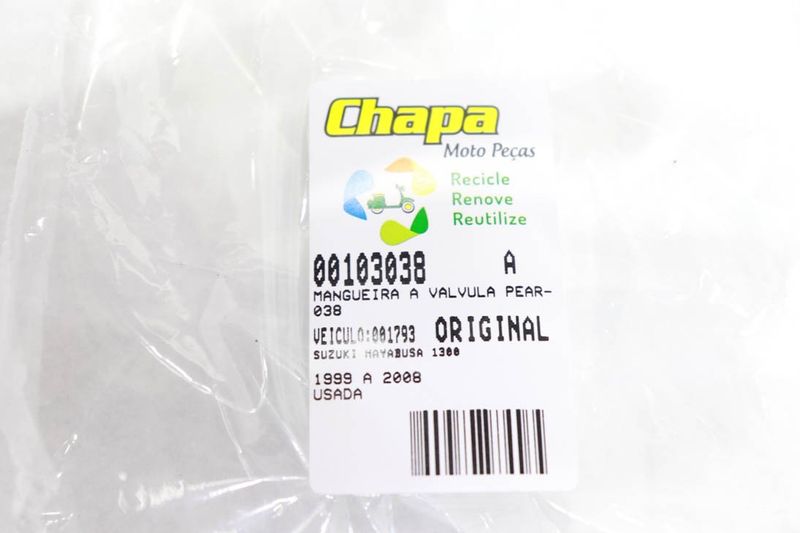 Chapa
Moto Peças
Recicle
Renove
Reutilize
00103038 A
MANGUEIRA A VALVULA PEAR-
038
VEICULO:001793 ORIGINAL
SUZUKI HAYABUSA 1300
1999 A 2008
USADA